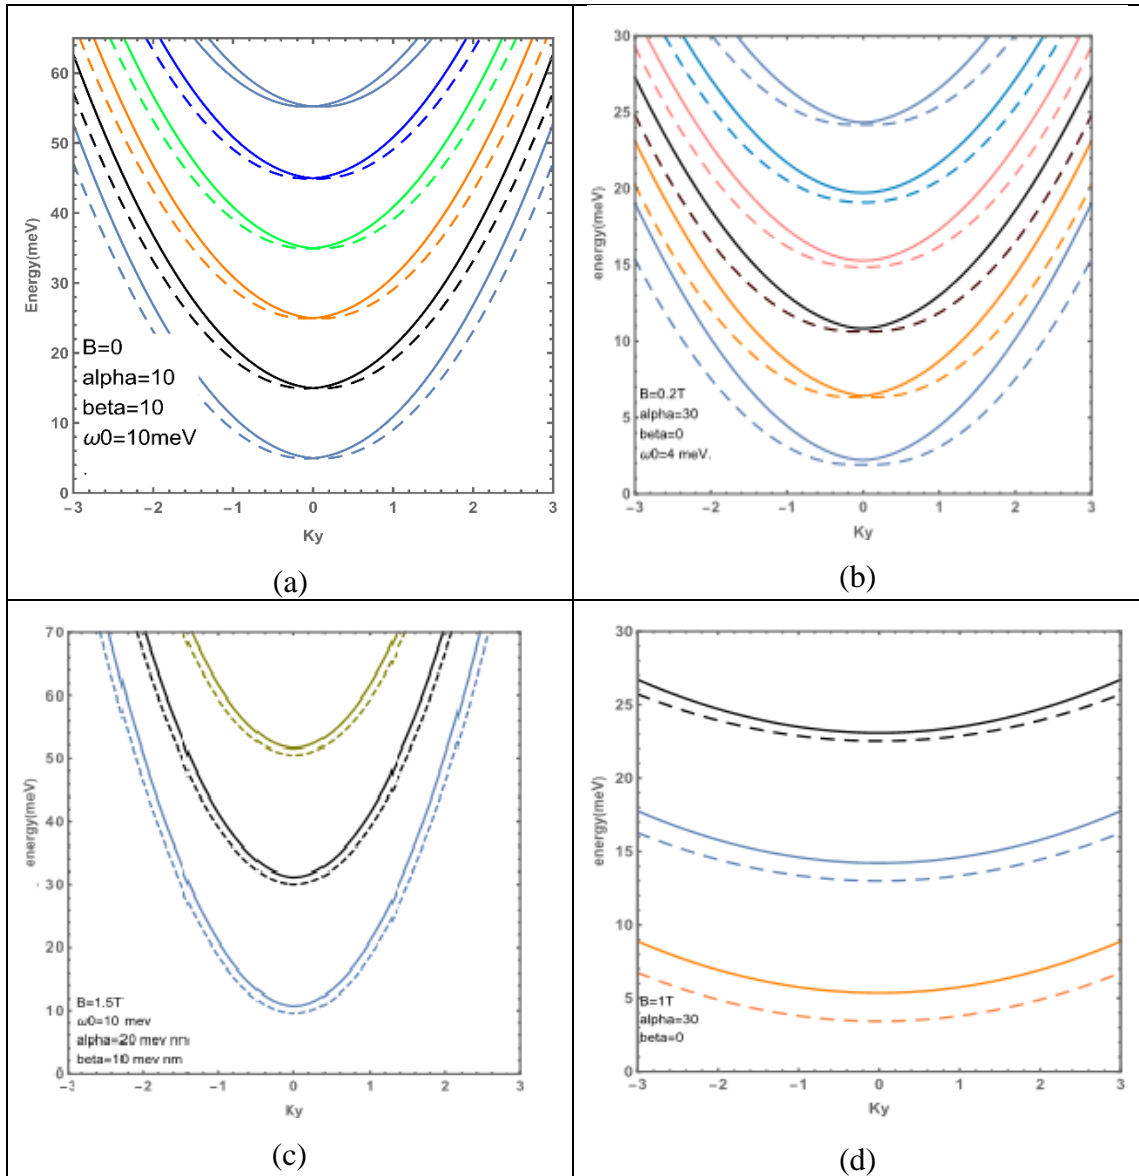 Energy(meV)
60
50
40
30
20
10
0
B=0
alpha=10
beta=10
ω0=10meV
.
−3 −2 −1 0 1 2 3
Ky
(a)
energy(meV)
30
25
20
15
10
5
0
B=0.2T
alpha=30
beta=0
ω0=4 meV.
−3 −2 −1 0 1 2 3
Ky
(b)
energy(meV)
70
60
50
40
30
20
10
0
B=1.5T
ω0=10 mev
alpha=20 mev nm
beta=10 mev nm
−3 −2 −1 0 1 2 3
Ky
(c)
energy(meV)
30
25
20
15
10
5
0
B=1T
alpha=30
beta=0
−3 −2 −1 0 1 2 3
Ky
(d)